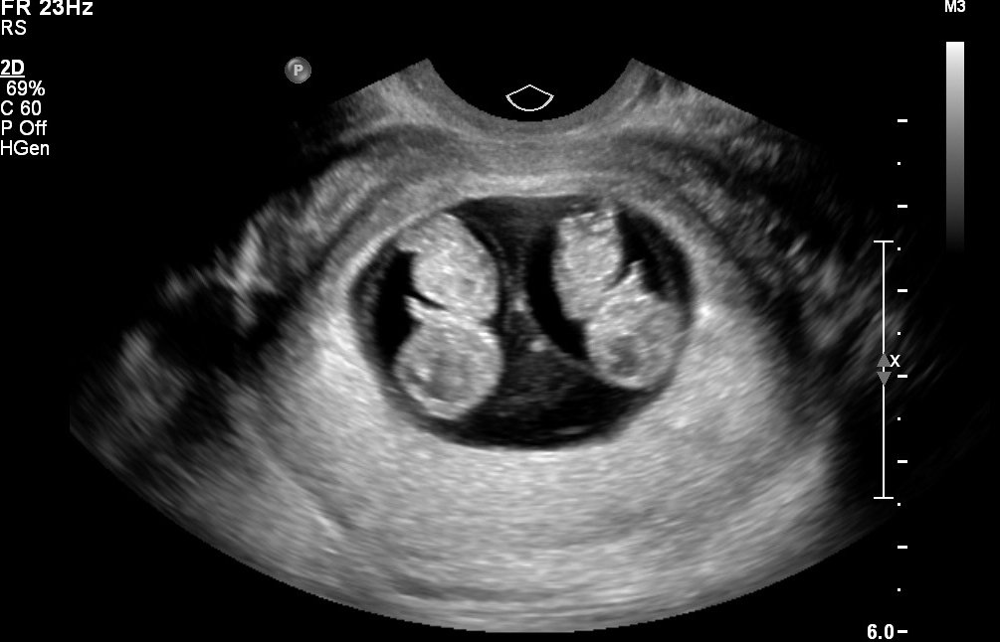 FR 23Hz
M3
RS
P
2D
69%
C 60
P Off
HGen
X
6.0